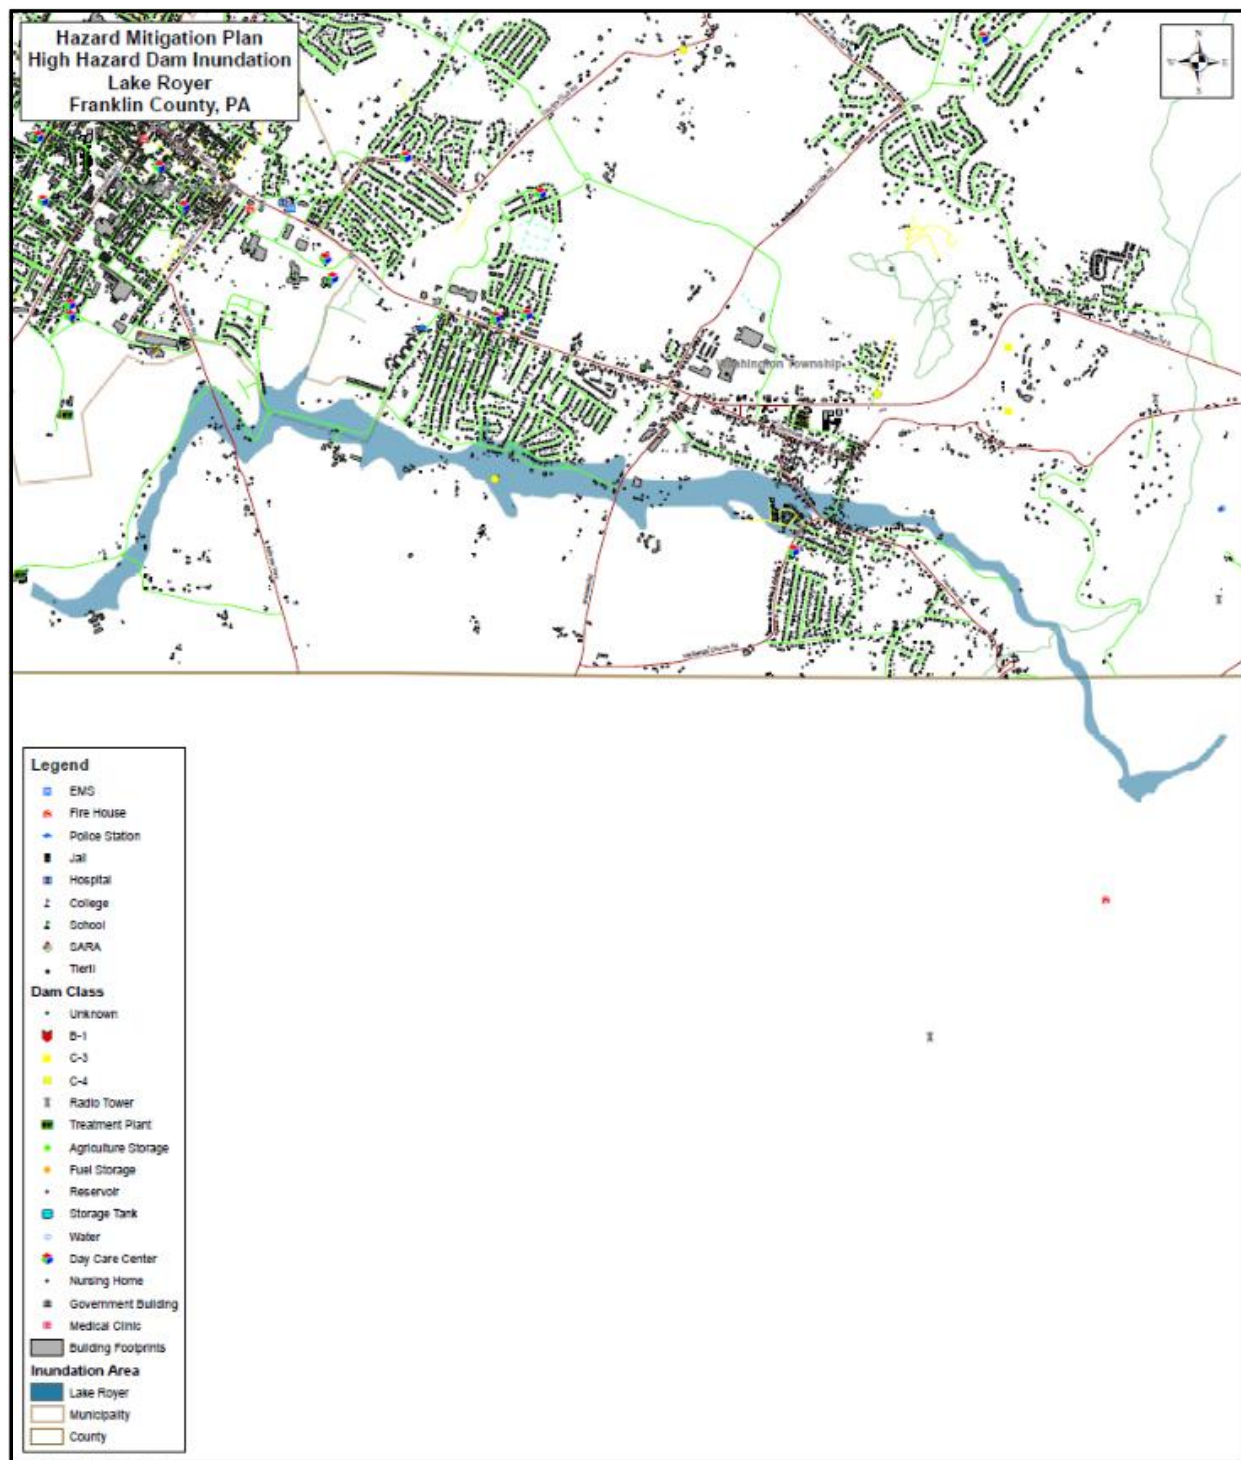 Hazard Mitigation Plan
High Hazard Dam Inundation
Lake Royer
Franklin County, PA
N
W
E
S
Washington Township
Legend
EMS
Fire House
Police Station
Jail
Hospital
College
School
SARA
TierII
Dam Class
Unknown
B-1
C-3
C-4
Radio Tower
Treatment Plant
Agriculture Storage
Fuel Storage
Reservoir
Storage Tank
Water
Day Care Center
Nursing Home
Government Building
Medical Clinic
Building Footprints
Inundation Area
Lake Royer
Municipality
County